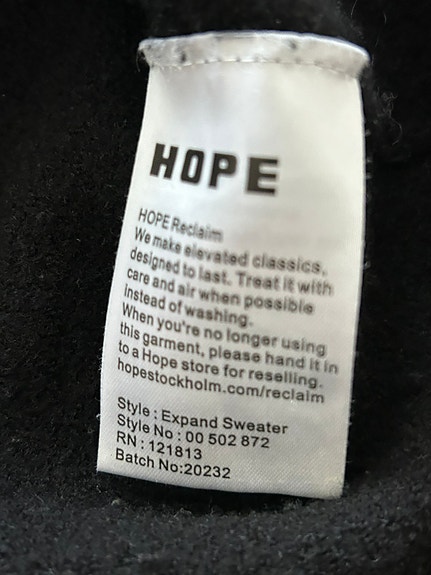 HOPE
HOPE Reclaim
We make elevated classics,
designed to last. Treat it with
care and air when possible
instead of washing.
When you're no longer using
this garment, please hand it in
to a Hope store for reselling.
hopestockholm.com/reclaim
Style : Expand Sweater
Style No : 00 502 872
RN : 121813
Batch No:20232